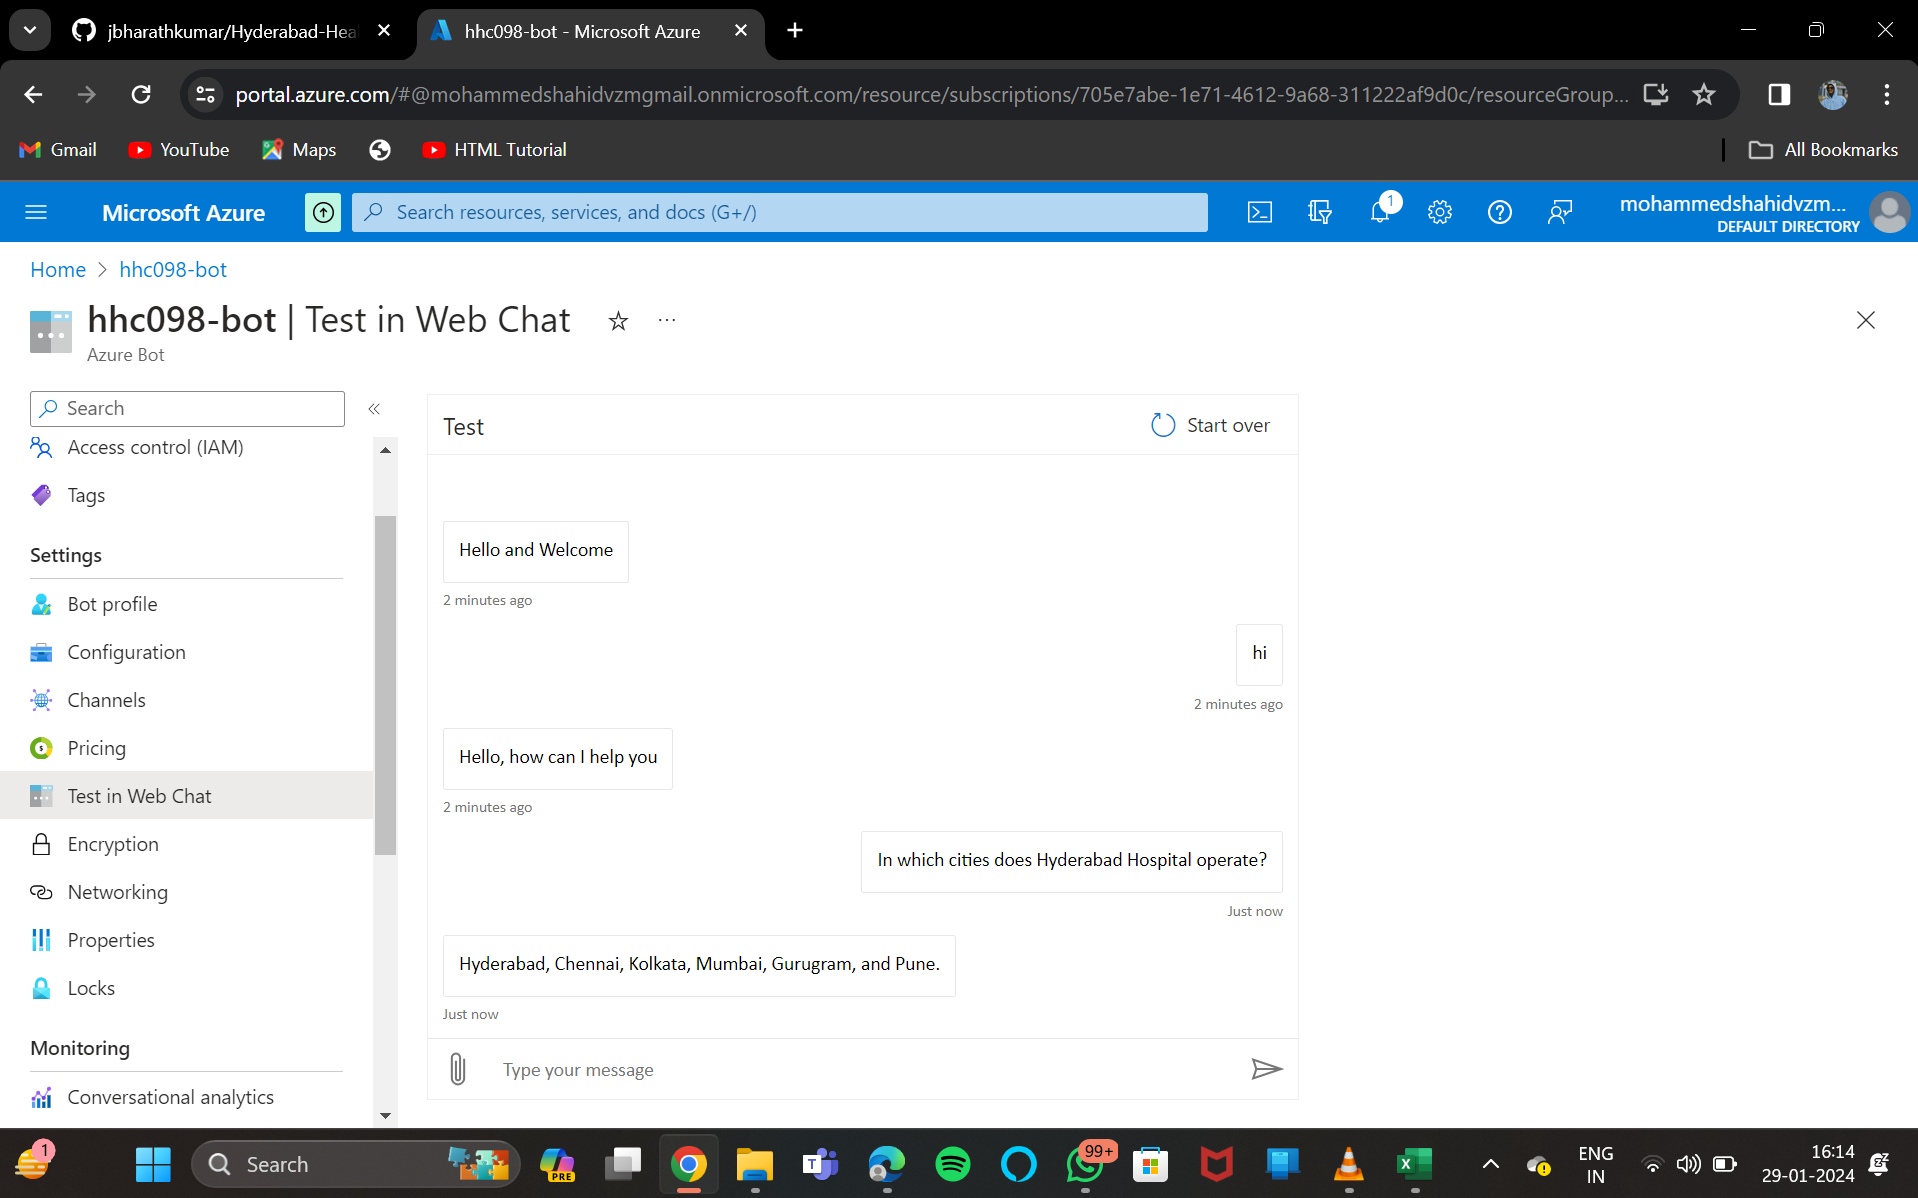 jbharathkumar/Hyderabad-Hea
hhc098-bot - Microsoft Azure
portal.azure.com/#@mohammedshahidvzmgmail.onmicrosoft.com/resource/subscriptions/705e7abe-1e71-4612-9a68-311222af9d0c/resourceGroup...
Gmail
YouTube
Maps
HTML Tutorial
All Bookmarks
Microsoft Azure
Search resources, services, and docs (G+/)
1
mohammedshahidvzm...
DEFAULT DIRECTORY
Home > hhc098-bot
hhc098-bot | Test in Web Chat
Azure Bot
Search
Access control (IAM)
Tags
Settings
Bot profile
Configuration
Channels
Pricing
Test in Web Chat
Encryption
Networking
Properties
Locks
Monitoring
Conversational analytics
Test
Start over
Hello and Welcome
2 minutes ago
hi
2 minutes ago
Hello, how can I help you
2 minutes ago
In which cities does Hyderabad Hospital operate?
Just now
Hyderabad, Chennai, Kolkata, Mumbai, Gurugram, and Pune.
Just now
Type your message
1
Search
PRE
T
99+
X
ENG
IN
16:14
29-01-2024